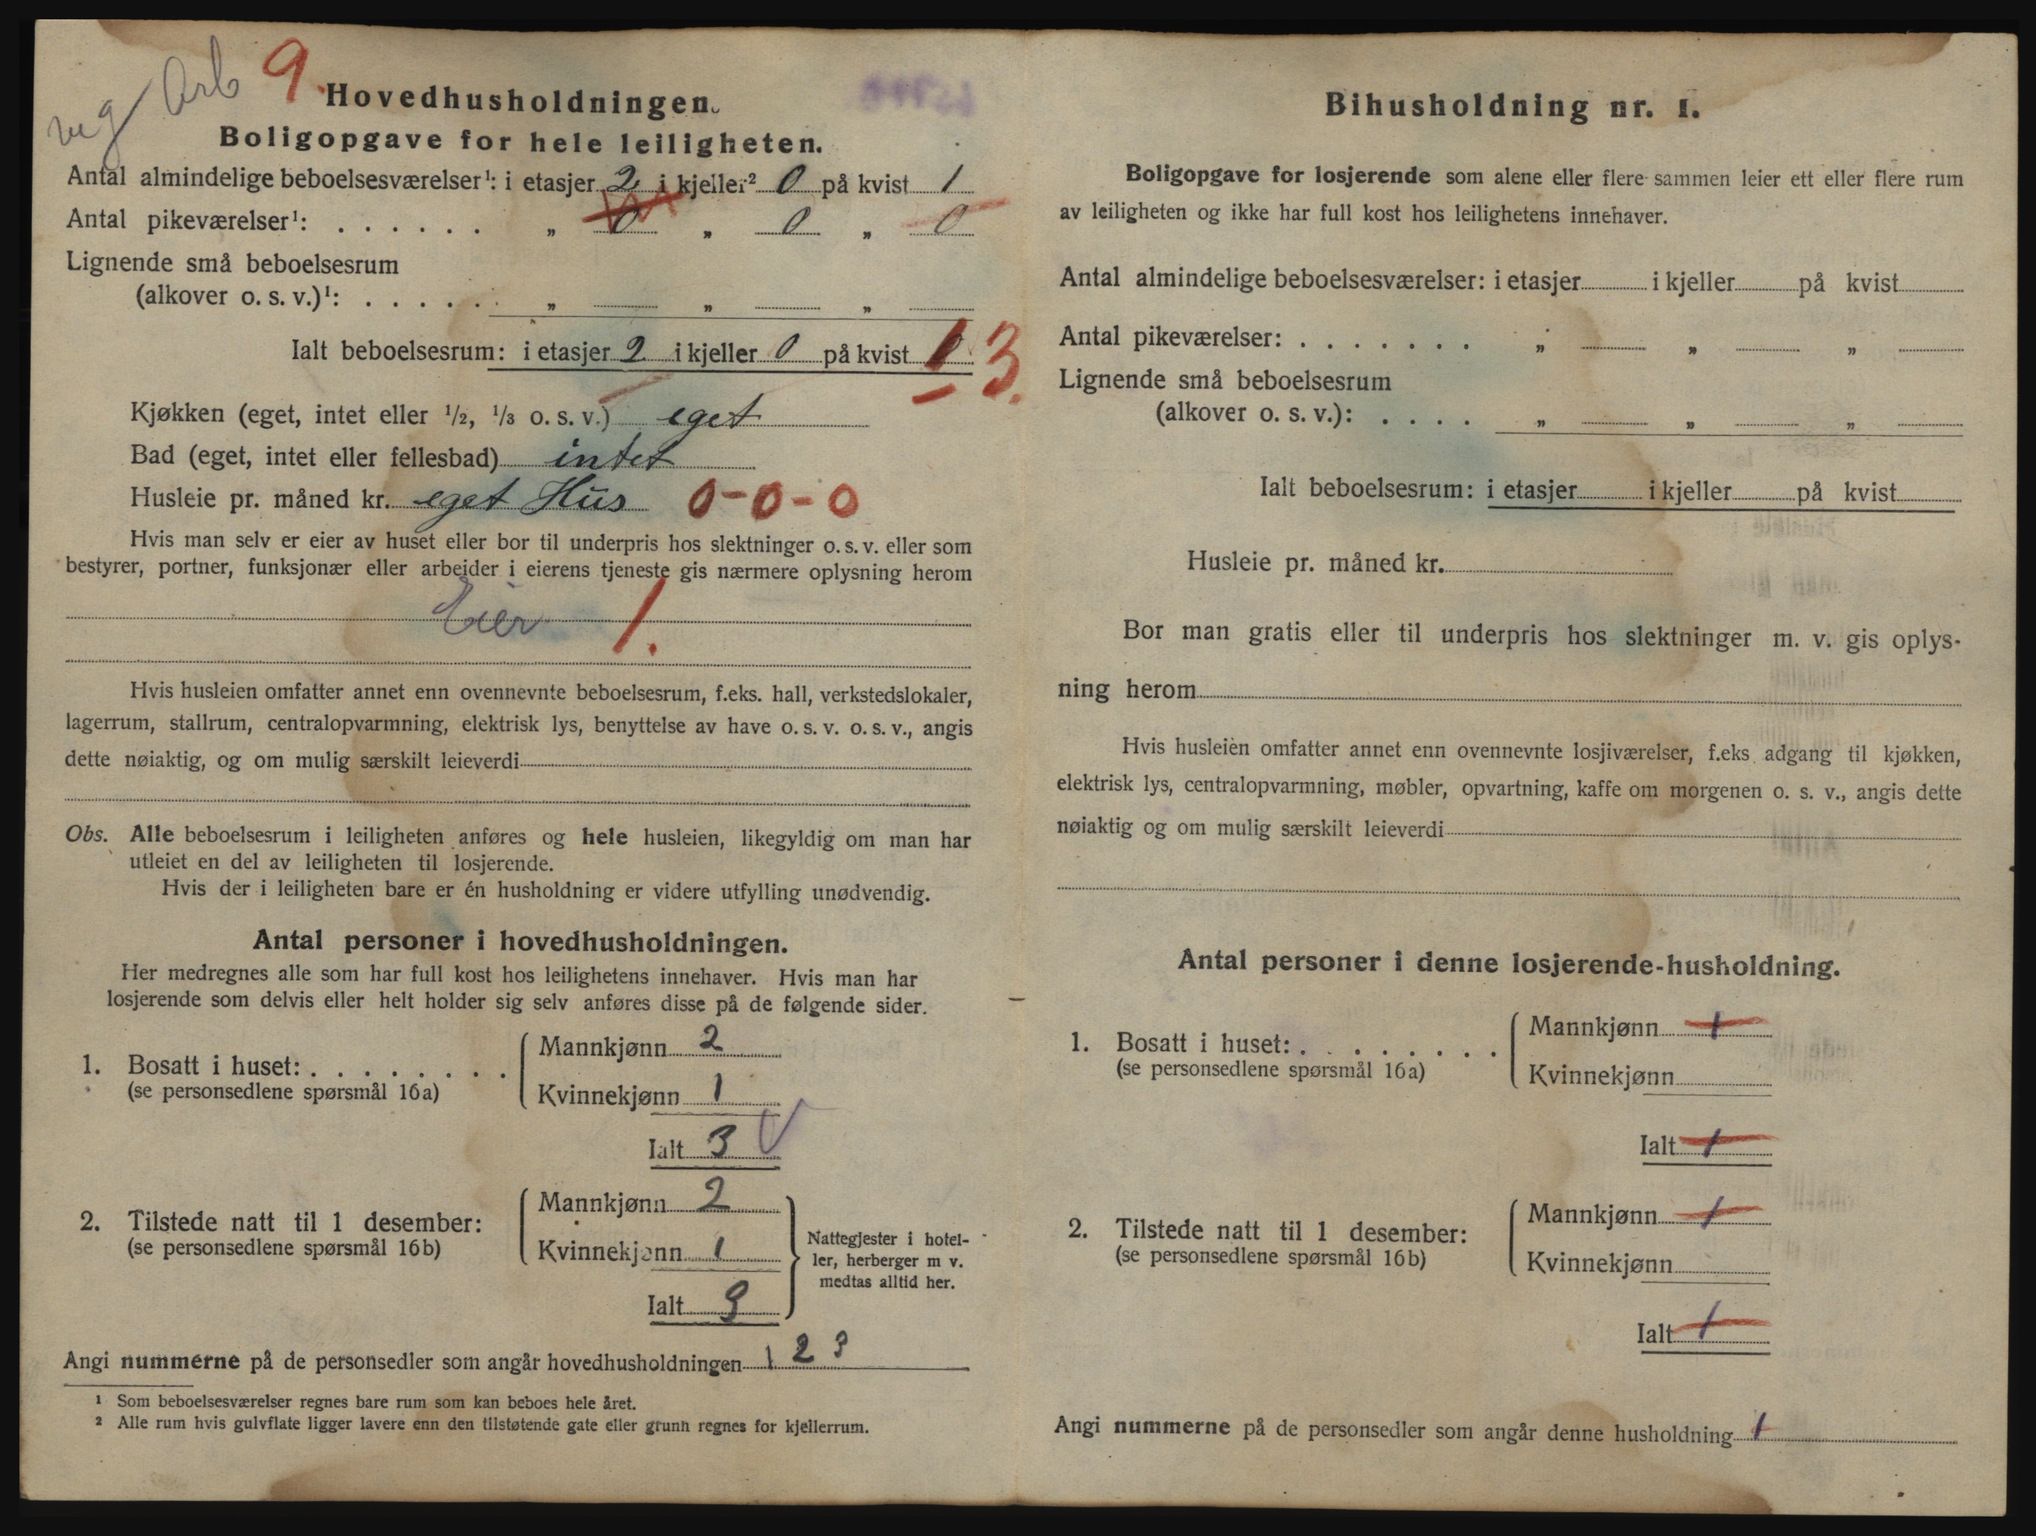 veg Arb 9.
Hovedhusholdningen.
Boligopgave for hele leiligheten.
Antal almindelige beboelsesværelser¹: i etasjer 2 i kjeller² 0 på kvist 1
Antal pikeværelser¹: . . . . . . „ 0 „ 0 „ 0
Lignende små beboelsesrum
(alkover o. s. v.)¹: . . . . . . „ „ „
Ialt beboelsesrum: i etasjer 2 i kjeller 0 på kvist 1 3.
Kjøkken (eget, intet eller ½, ⅓ o. s. v.) eget
Bad (eget, intet eller fellesbad) intet
Husleie pr. måned kr. eget Hus 0-0-0
Hvis man selv er eier av huset eller bor til underpris hos slektninger o. s. v. eller som
bestyrer, portner, funksjonær eller arbeider i eierens tjeneste gis nærmere oplysning herom
Eier 1.
Hvis husleien omfatter annet enn ovennevnte beboelsesrum, f.eks. hall, verkstedslokaler,
lagerrum, stallrum, centralopvarmning, elektrisk lys, benyttelse av have o. s. v. o. s. v., angis
dette nøiaktig, og om mulig særskilt leieverdi
Obs. Alle beboelsesrum i leiligheten anføres og hele husleien, likegyldig om man har
utleiet en del av leiligheten til losjerende.
Hvis der i leiligheten bare er én husholdning er videre utfylling unødvendig.
Antal personer i hovedhusholdningen.
Her medregnes alle som har full kost hos leilighetens innehaver. Hvis man har
losjerende som delvis eller helt holder sig selv anføres disse på de følgende sider.
1. Bosatt i huset: . . . . . . . .
(se personsedlene spørsmål 16a)
Mannkjønn 2
Kvinnekjønn 1
Ialt 3
2. Tilstede natt til 1 desember:
(se personsedlene spørsmål 16b)
Mannkjønn 2
Kvinnekjønn 1
Ialt 3
Nattegjester i hotel-
ler, herberger m v.
medtas alltid her.
Angi nummerne på de personsedler som angår hovedhusholdningen 1 2 3
¹ Som beboelsesværelser regnes bare rum som kan beboes hele året.
² Alle rum hvis gulvflate ligger lavere enn den tilstøtende gate eller grunn regnes for kjellerrum.
Bihusholdning nr. 1.
Boligopgave for losjerende som alene eller flere sammen leier ett eller flere rum
av leiligheten og ikke har full kost hos leilighetens innehaver.
Antal almindelige beboelsesværelser: i etasjer i kjeller på kvist
Antal pikeværelser: . . . . . . . „ „ „
Lignende små beboelsesrum
(alkover o. s. v.): . . . . „ „ „
Ialt beboelsesrum: i etasjer i kjeller på kvist
Husleie pr. måned kr.
Bor man gratis eller til underpris hos slektninger m. v. gis oplys-
ning herom
Hvis husleien omfatter annet enn ovennevnte losjiværelser, f.eks. adgang til kjøkken,
elektrisk lys, centralopvarmning, møbler, opvartning, kaffe om morgenen o. s. v., angis dette
nøiaktig og om mulig særskilt leieverdi
Antal personer i denne losjerende-husholdning.
1. Bosatt i huset: . . . . . . . .
(se personsedlene spørsmål 16a)
Mannkjønn 1
Kvinnekjønn
Ialt 1
2. Tilstede natt til 1 desember:
(se personsedlene spørsmål 16b)
Mannkjønn 1
Kvinnekjønn
Ialt 1
Angi nummerne på de personsedler som angår denne husholdning 1